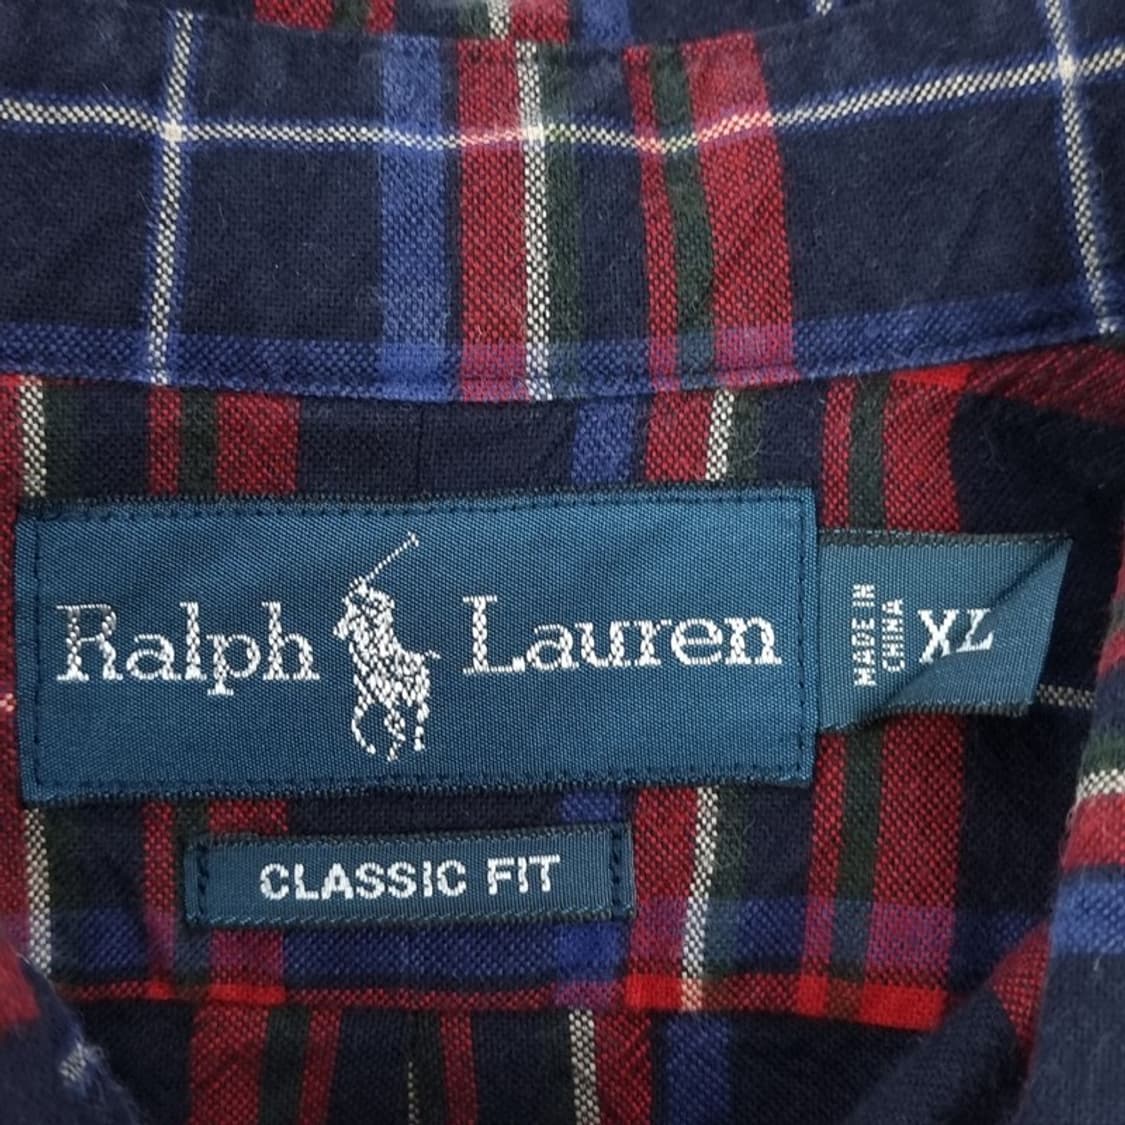 Ralph Lauren
MADE IN
CHINA
XL
CLASSIC FIT